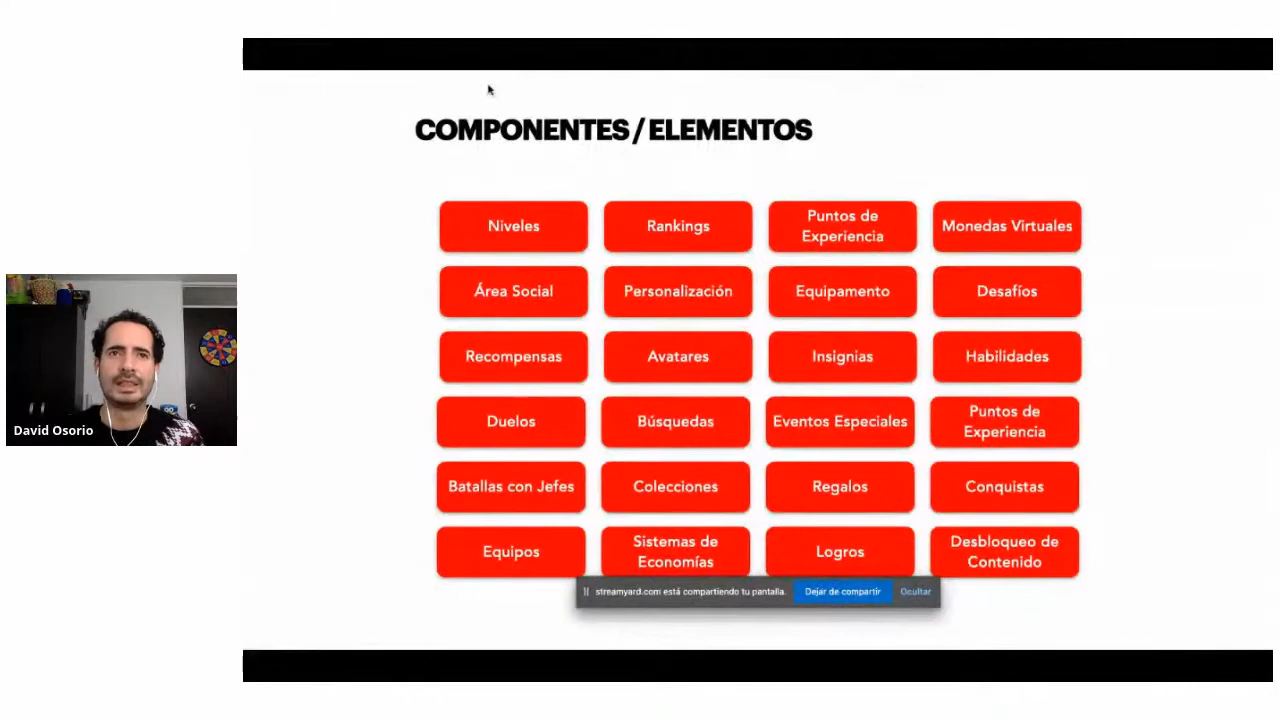 COMPONENTES / ELEMENTOS
Niveles
Rankings
Puntos de
Experiencia
Monedas Virtuales
Área Social
Personalización
Equipamento
Desafíos
Recompensas
Avatares
Insignias
Habilidades
Duelos
Búsquedas
Eventos Especiales
Puntos de
Experiencia
Batallas con Jefes
Colecciones
Regalos
Conquistas
Equipos
Sistemas de
Economías
Logros
Desbloqueo de
Contenido
streamyard.com está compartiendo tu pantalla.
Dejar de compartir
Ocultar
David Osorio